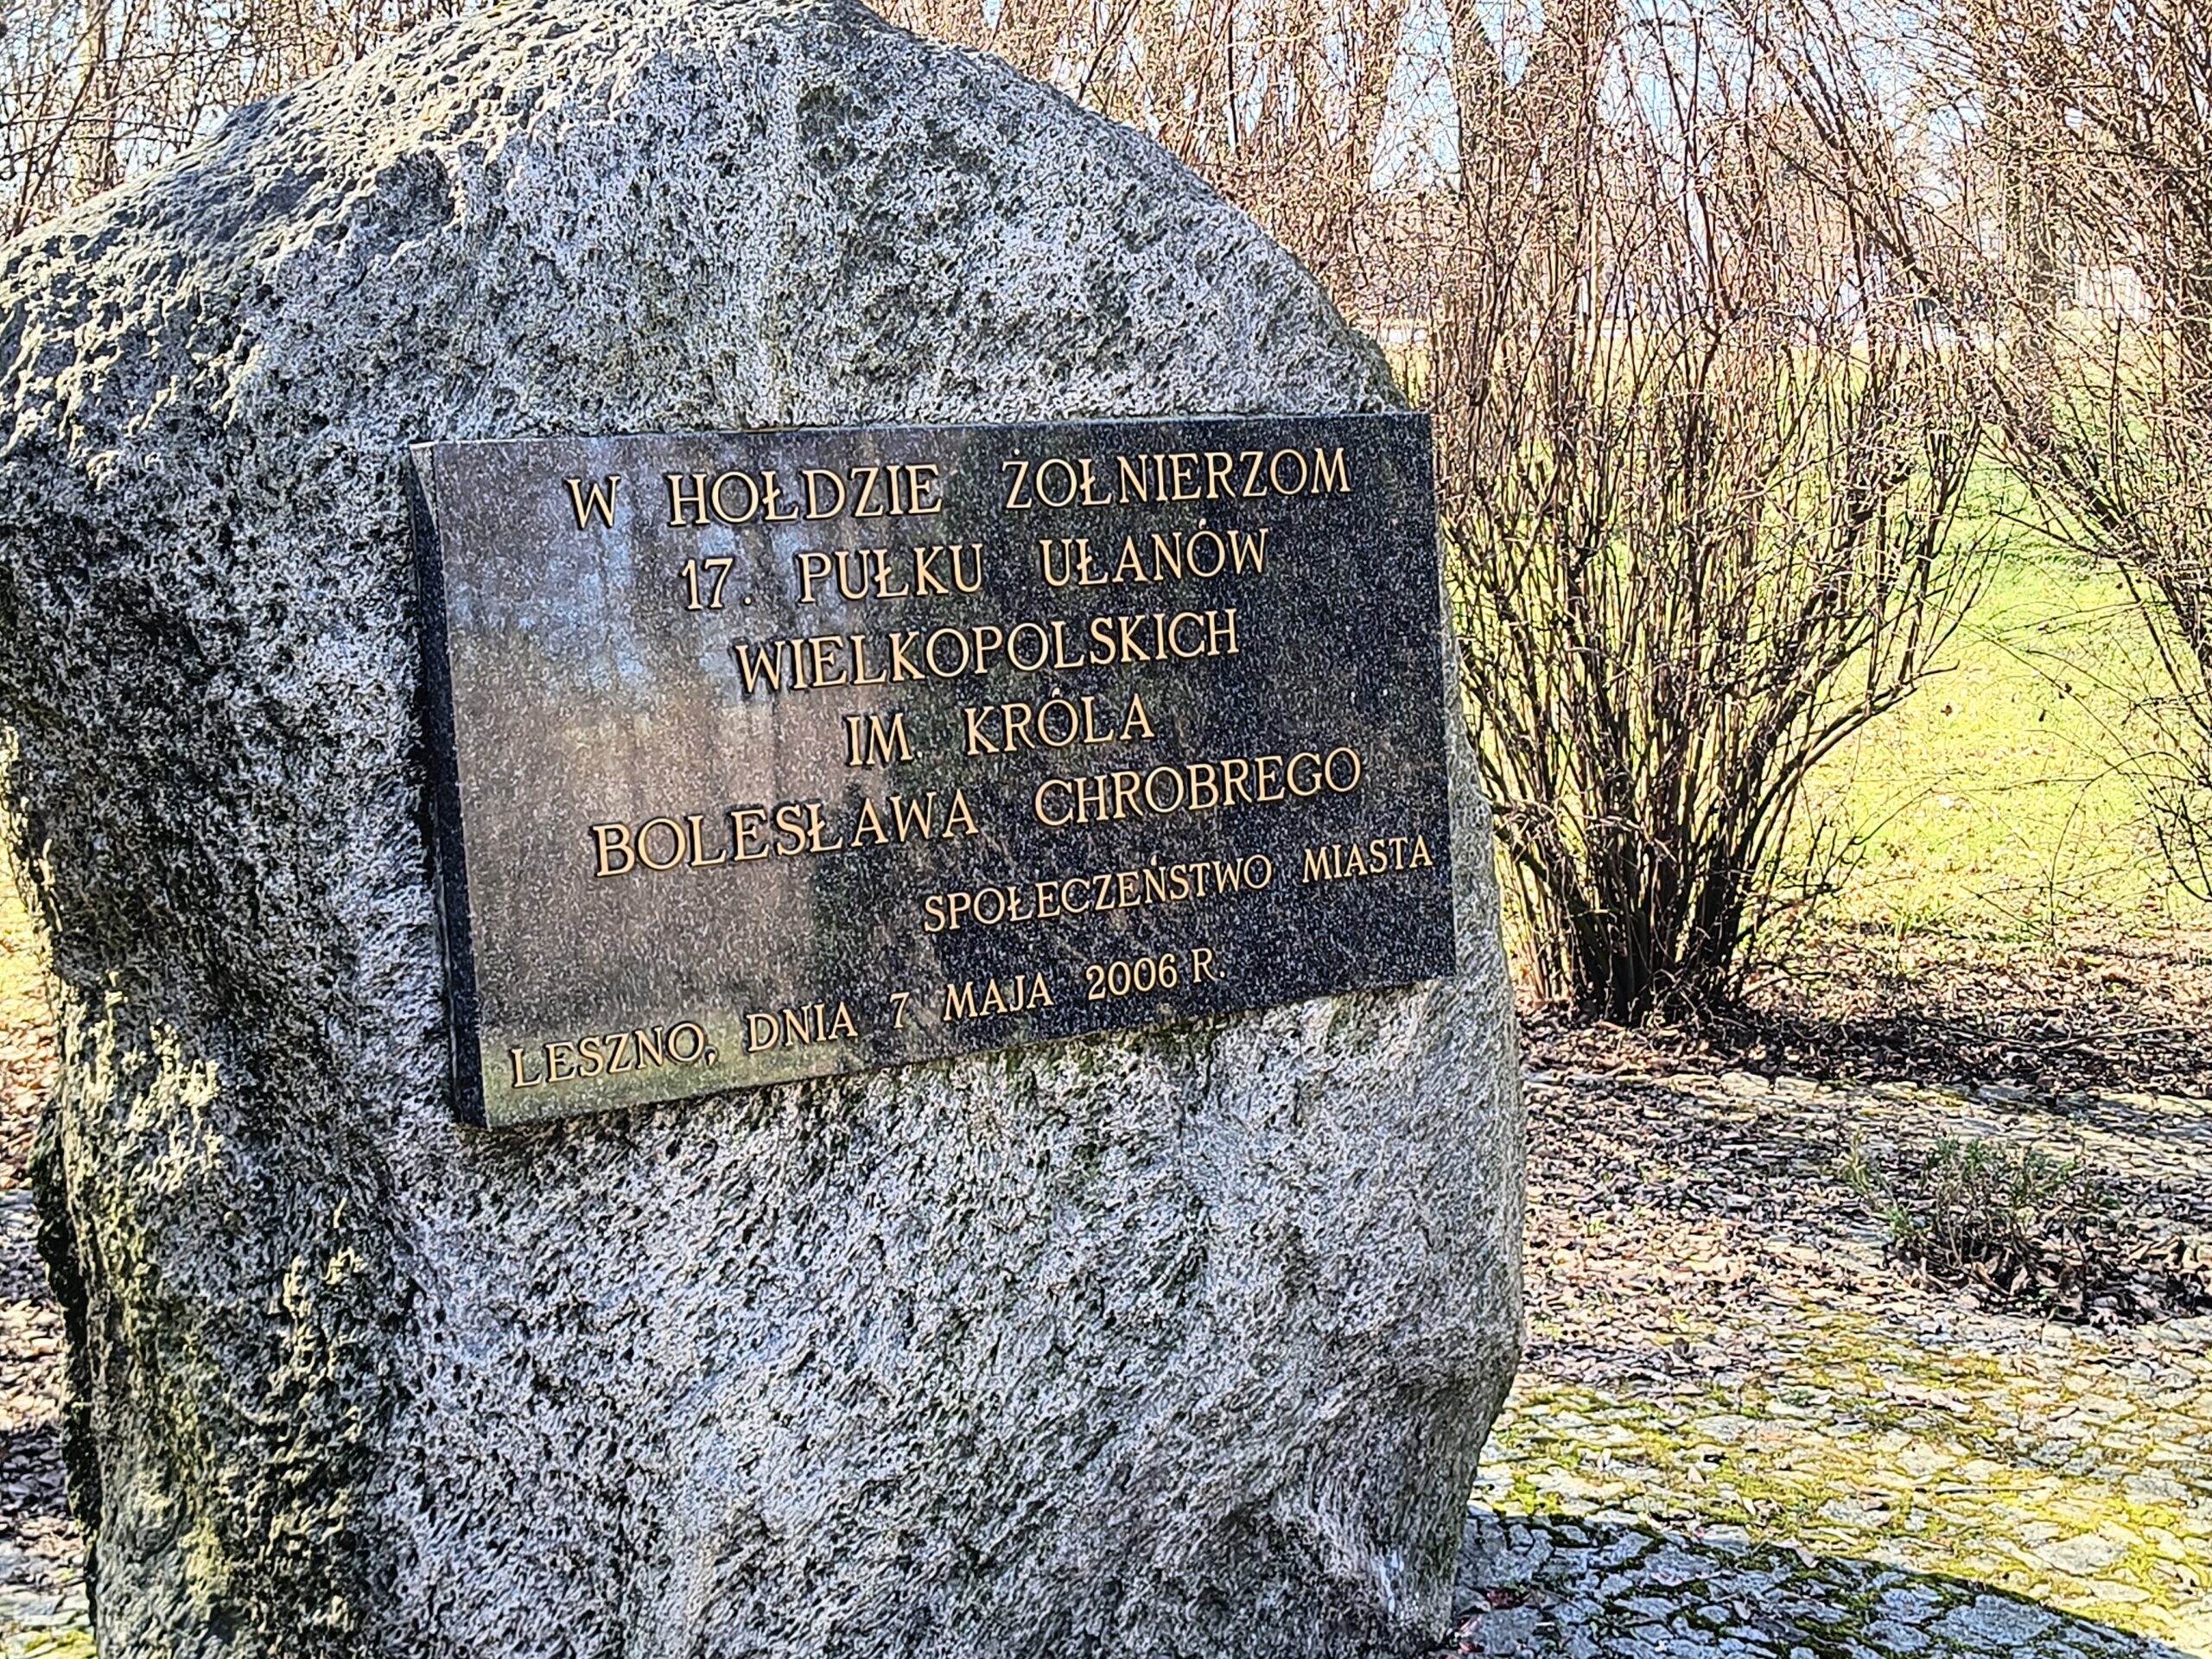 W HOŁDZIE ŻOŁNIERZOM
17. PUŁKU UŁANÓW
WIELKOPOLSKICH
IM. KRÓLA
BOLESŁAWA CHROBREGO
SPOŁECZEŃSTWO MIASTA
LESZNO, DNIA 7 MAJA 2006 R.